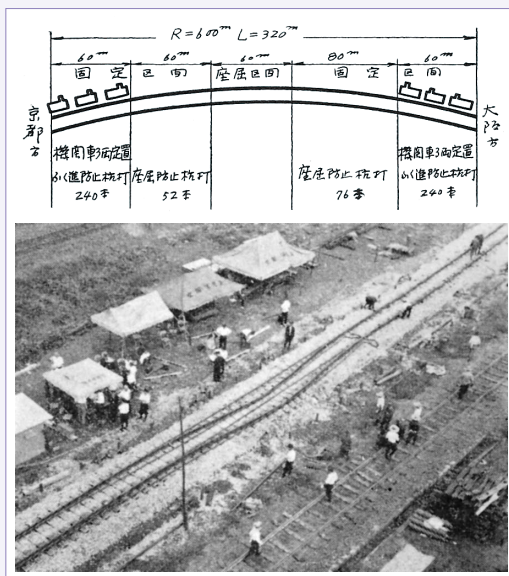 R=600m L=320m
60m 60m 60m 80m 60m
固定 区間 座屈区間 固定 区間
京都方
大阪方
機関車3両定置
ふく進防止杭打
240本
座屈防止杭打
52本
座屈防止杭打
76本
機関車3両定置
ふく進防止杭打
240本